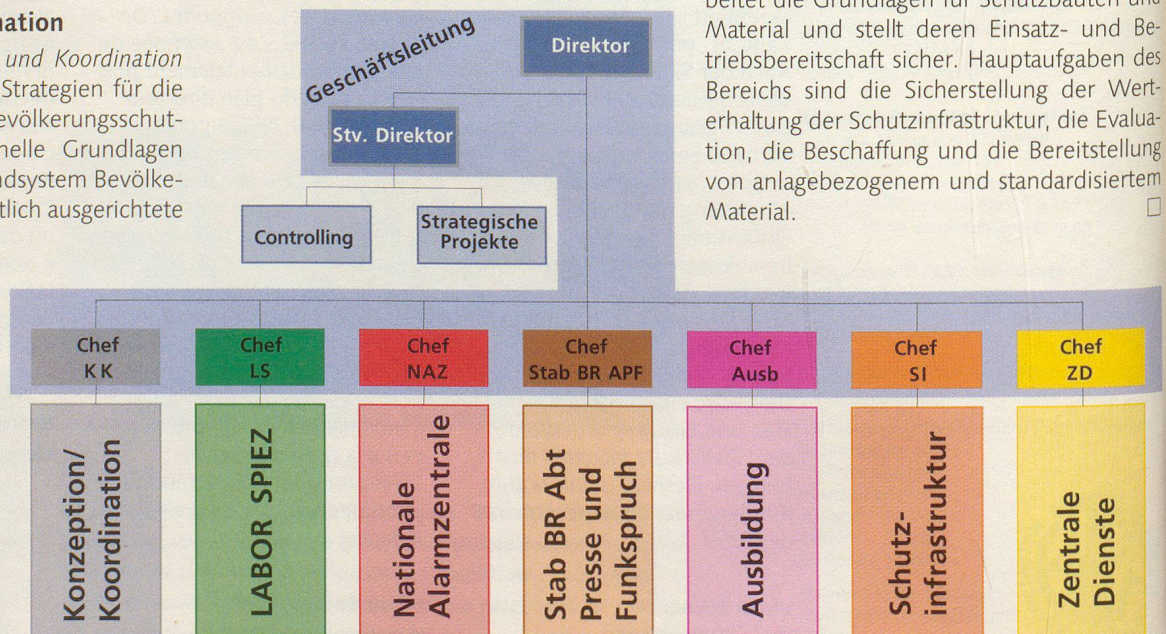 nation
und Koordination
Strategien für die
evölkerungsschut-
nelle Grundlagen
ndsystem Bevölke-
tlich ausgerichtete
Material und stellt deren Einsatz- und Be-
triebsbereitschaft sicher. Hauptaufgaben des
Bereichs sind die Sicherstellung der Wert-
erhaltung der Schutzinfrastruktur, die Evalua-
tion, die Beschaffung und die Bereitstellung
von anlagebezogenem und standardisiertem
Material.
Geschäftsleitung
Direktor
Stv. Direktor
Controlling
Strategische
Projekte
Chef
KK
Chef
LS
Chef
NAZ
Chef
Stab BR APF
Chef
Ausb
Chef
SI
Chef
ZD
Konzeption/
Koordination
LABOR SPIEZ
Nationale
Alarmzentrale
Stab BR Abt
Presse und
Funkspruch
Ausbildung
Schutz-
infrastruktur
Zentrale
Dienste